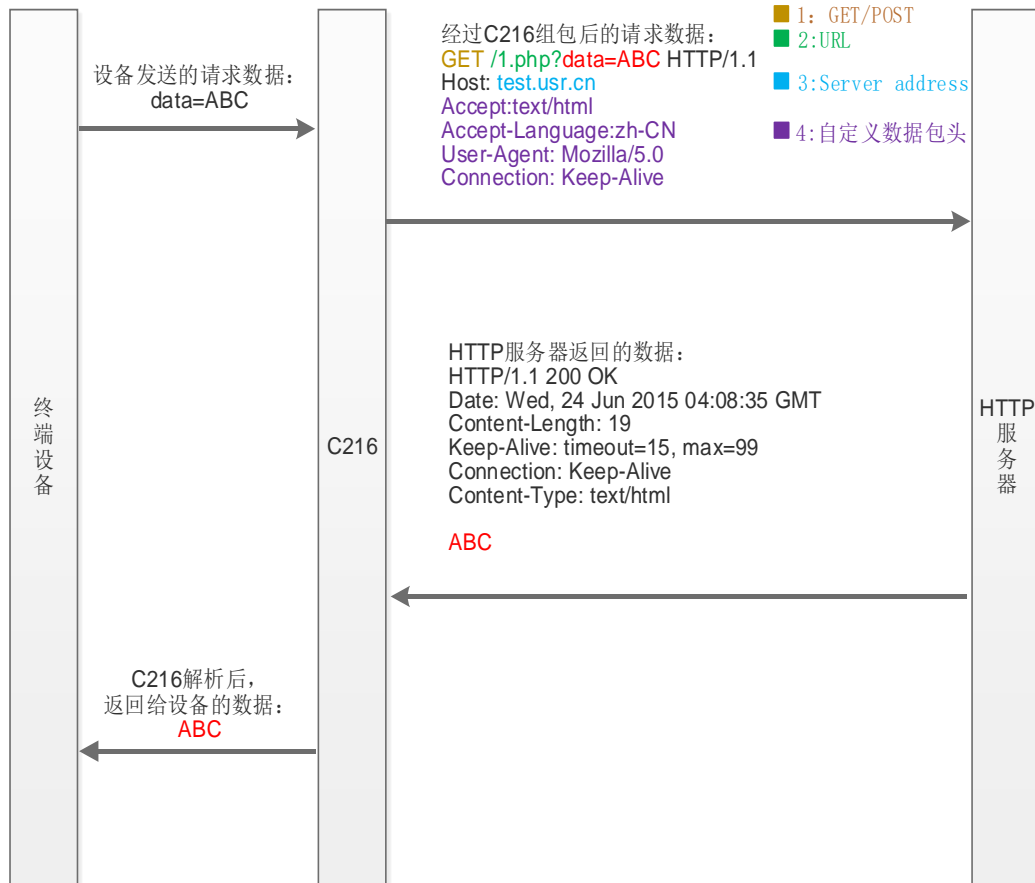 设备发送的请求数据：
data=ABC
经过C216组包后的请求数据：
GET /1.php?data=ABC HTTP/1.1
Host: test.usr.cn
Accept:text/html
Accept-Language:zh-CN
User-Agent: Mozilla/5.0
Connection: Keep-Alive
1: GET/POST
2:URL
3:Server address
4:自定义数据包头
HTTP服务器返回的数据：
HTTP/1.1 200 OK
Date: Wed, 24 Jun 2015 04:08:35 GMT
Content-Length: 19
Keep-Alive: timeout=15, max=99
Connection: Keep-Alive
Content-Type: text/html
ABC
终
端
设
备
C216
HTTP
服
务
器
C216解析后，
返回给设备的数据：
ABC